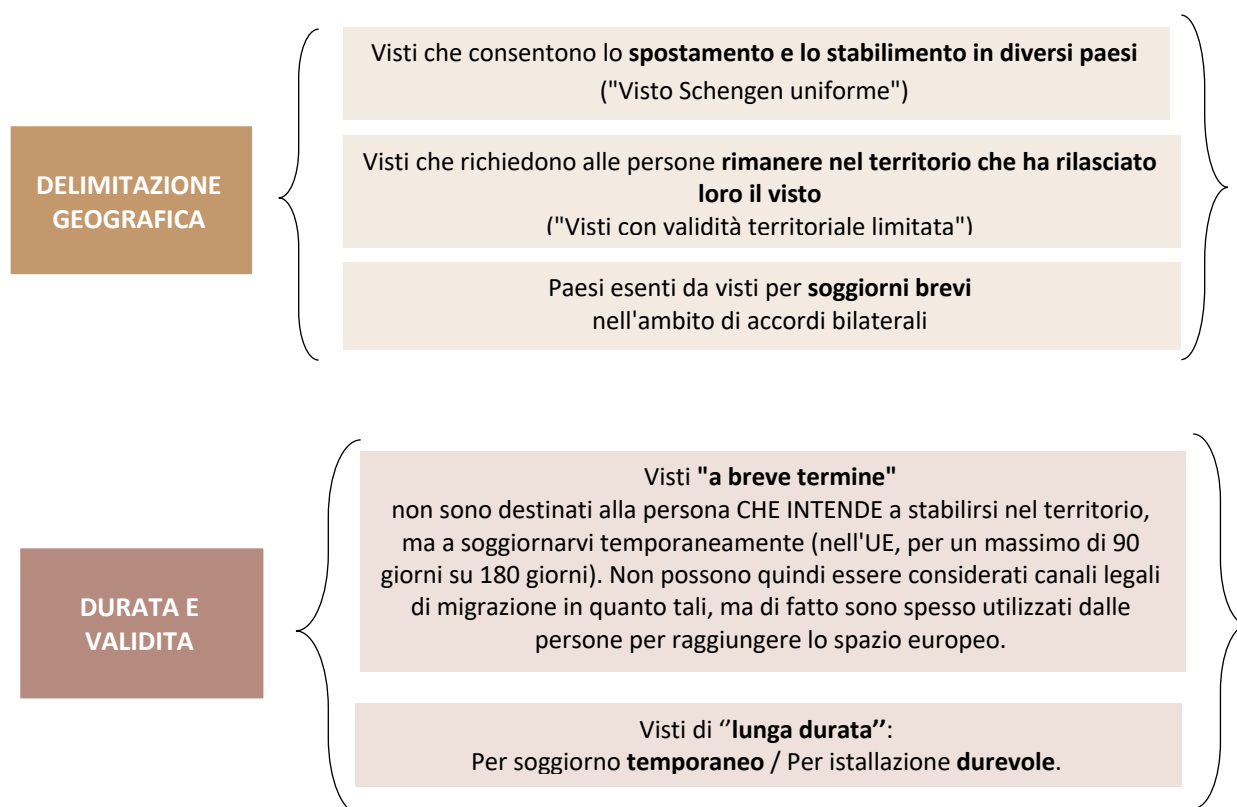 Visti che consentono lo spostamento e lo stabilimento in diversi paesi
("Visto Schengen uniforme")
DELIMITAZIONE
GEOGRAFICA
Visti che richiedono alle persone rimanere nel territorio che ha rilasciato
loro il visto
("Visti con validità territoriale limitata")
Paesi esenti da visti per soggiorni brevi
nell'ambito di accordi bilaterali
DURATA E
VALIDITA
Visti "a breve termine"
non sono destinati alla persona CHE INTENDE a stabilirsi nel territorio,
ma a soggiornarvi temporaneamente (nell'UE, per un massimo di 90
giorni su 180 giorni). Non possono quindi essere considerati canali legali
di migrazione in quanto tali, ma di fatto sono spesso utilizzati dalle
persone per raggiungere lo spazio europeo.
Visti di ‘’lunga durata’’:
Per soggiorno temporaneo / Per istallazione durevole.